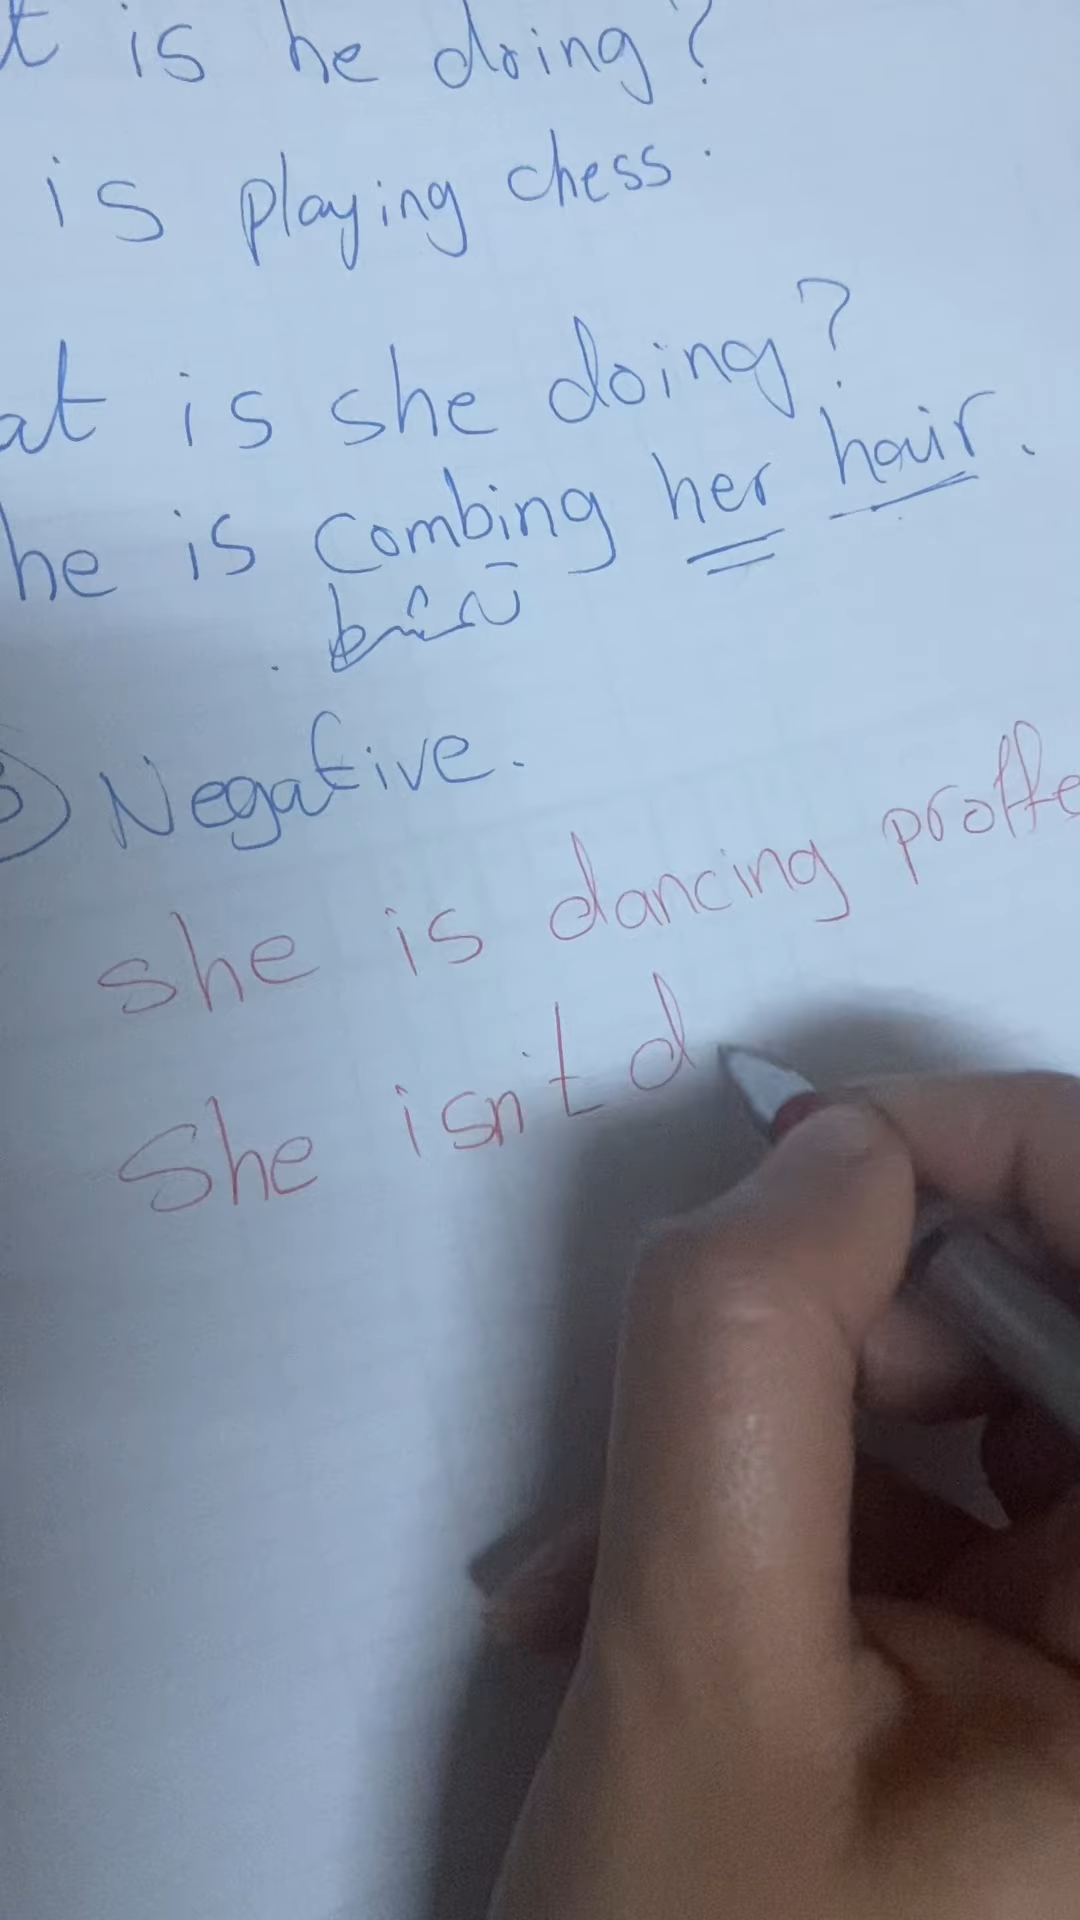 t is he doing?
is playing chess.
at is she doing?
he is combing her hair.
Negative.
she is dancing proffe
She isn't d